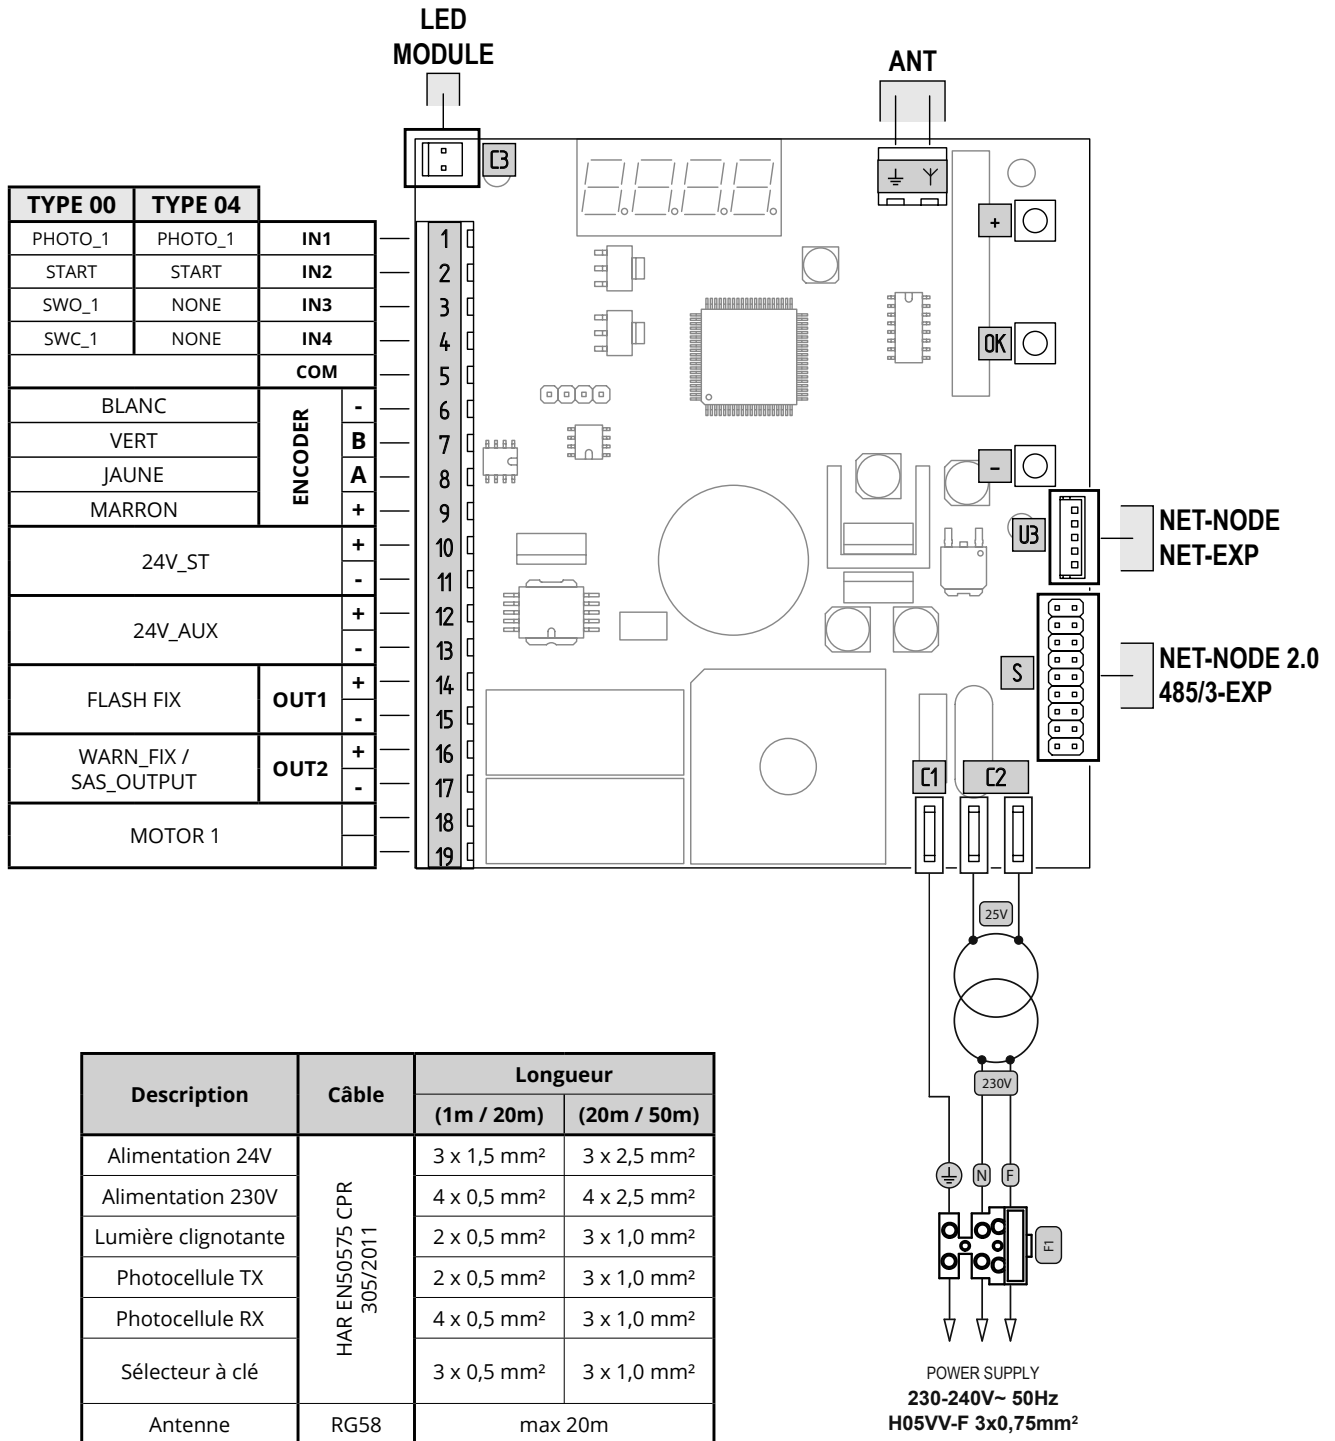 LED
MODULE
ANT
C3
+
OK
-
U3
NET-NODE
NET-EXP
S
NET-NODE 2.0
485/3-EXP
C1
C2
TYPE 00 TYPE 04
PHOTO_1 PHOTO_1 IN1 1
START START IN2 2
SWO_1 NONE IN3 3
SWC_1 NONE IN4 4
COM 5
ENCODER
BLANC - 6
VERT B 7
JAUNE A 8
MARRON + 9
24V_ST
+ 10
- 11
24V_AUX
+ 12
- 13
FLASH FIX OUT1
+ 14
- 15
WARN_FIX /
SAS_OUTPUT
OUT2
+ 16
- 17
MOTOR 1
18
19
25V
230V
N F
F1
POWER SUPPLY
230-240V~ 50Hz
H05VV-F 3x0,75mm²
Description Câble Longueur
(1m / 20m) (20m / 50m)
HAR EN50575 CPR
305/2011
Alimentation 24V 3 x 1,5 mm² 3 x 2,5 mm²
Alimentation 230V 4 x 0,5 mm² 4 x 2,5 mm²
Lumière clignotante 2 x 0,5 mm² 3 x 1,0 mm²
Photocellule TX 2 x 0,5 mm² 3 x 1,0 mm²
Photocellule RX 4 x 0,5 mm² 3 x 1,0 mm²
Sélecteur à clé 3 x 0,5 mm² 3 x 1,0 mm²
Antenne RG58 max 20m